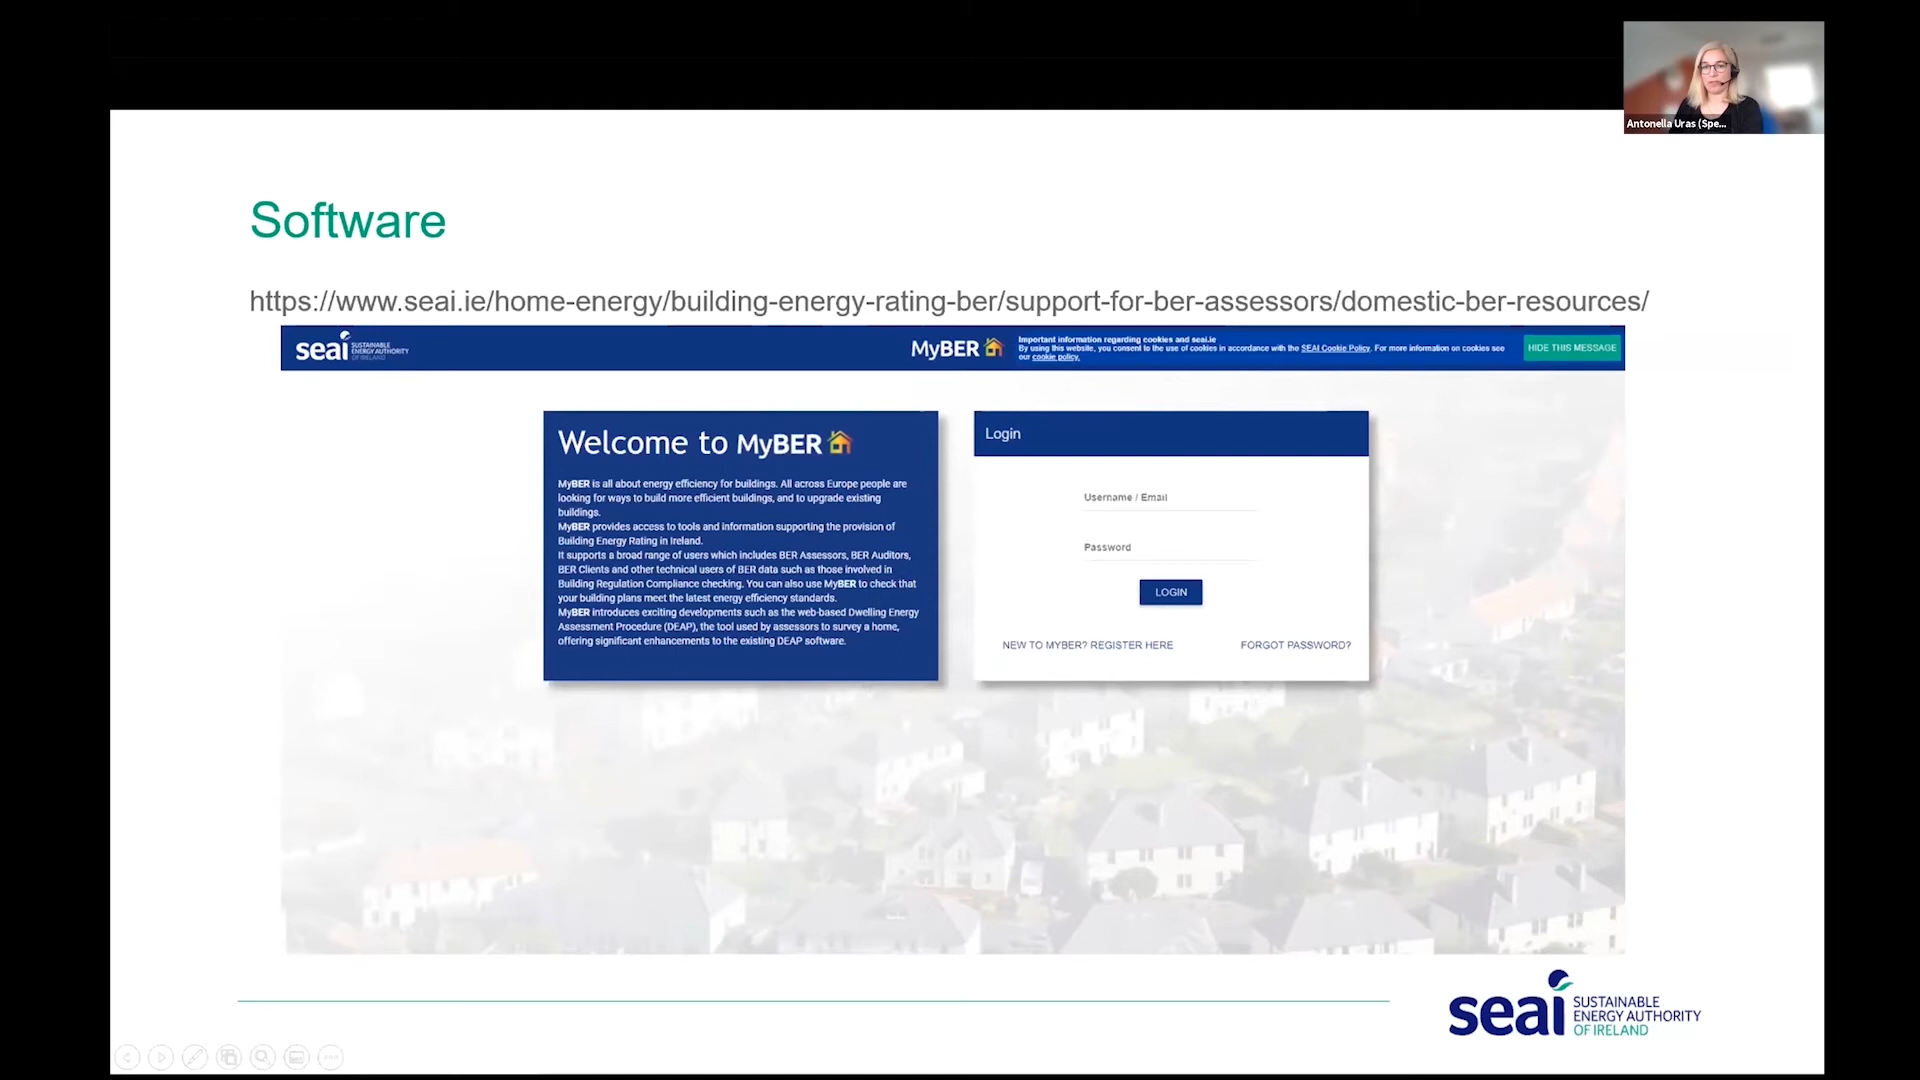 Antonella Uras (Spe...
Software
https://www.seai.ie/home-energy/building-energy-rating-ber/support-for-ber-assessors/domestic-ber-resources/
seai SUSTAINABLE
ENERGY AUTHORITY
OF IRELAND
MyBER
Important information regarding cookies and seai.ie
By using this website, you consent to the use of cookies in accordance with the SEAI Cookie Policy. For more information on cookies see
our cookie policy.
HIDE THIS MESSAGE
Welcome to MyBER
MyBER is all about energy efficiency for buildings. All across Europe people are
looking for ways to build more efficient buildings, and to upgrade existing
buildings.
MyBER provides access to tools and information supporting the provision of
Building Energy Rating in Ireland.
It supports a broad range of users which includes BER Assessors, BER Auditors,
BER Clients and other technical users of BER data such as those involved in
Building Regulation Compliance checking. You can also use MyBER to check that
your building plans meet the latest energy efficiency standards.
MyBER introduces exciting developments such as the web-based Dwelling Energy
Assessment Procedure (DEAP), the tool used by assessors to survey a home,
offering significant enhancements to the existing DEAP software.
Login
Username / Email
Password
LOGIN
NEW TO MYBER? REGISTER HERE
FORGOT PASSWORD?
seai SUSTAINABLE
ENERGY AUTHORITY
OF IRELAND